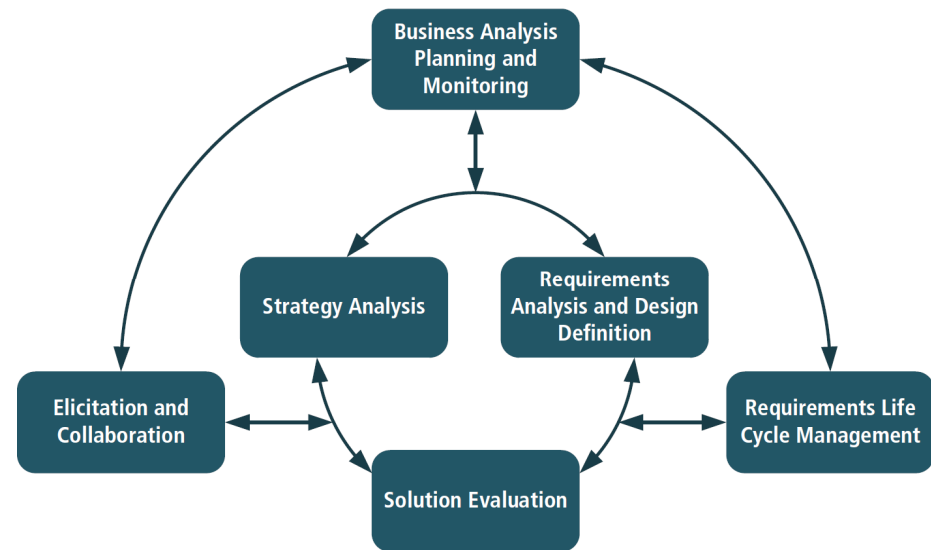 Business Analysis
Planning and
Monitoring
Strategy Analysis
Requirements
Analysis and Design
Definition
Elicitation and
Collaboration
Requirements Life
Cycle Management
Solution Evaluation